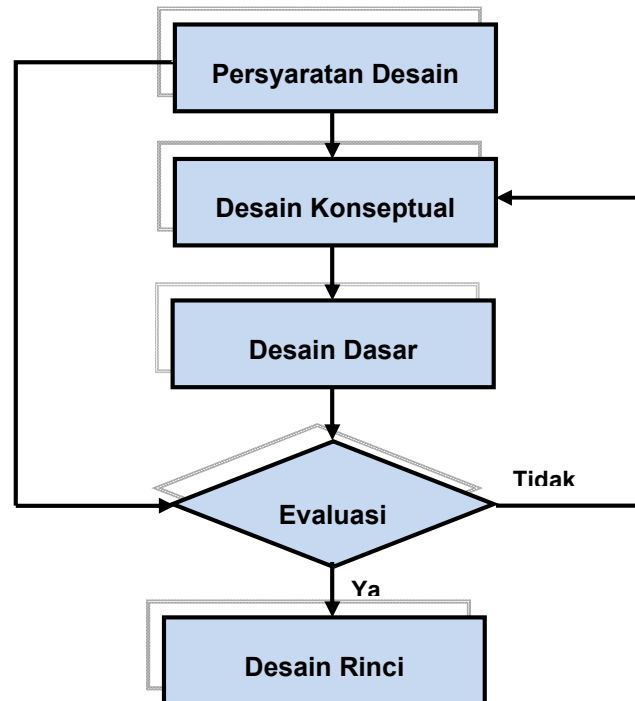 Persyaratan Desain
Desain Konseptual
Desain Dasar
Tidak
Evaluasi
Ya
Desain Rinci